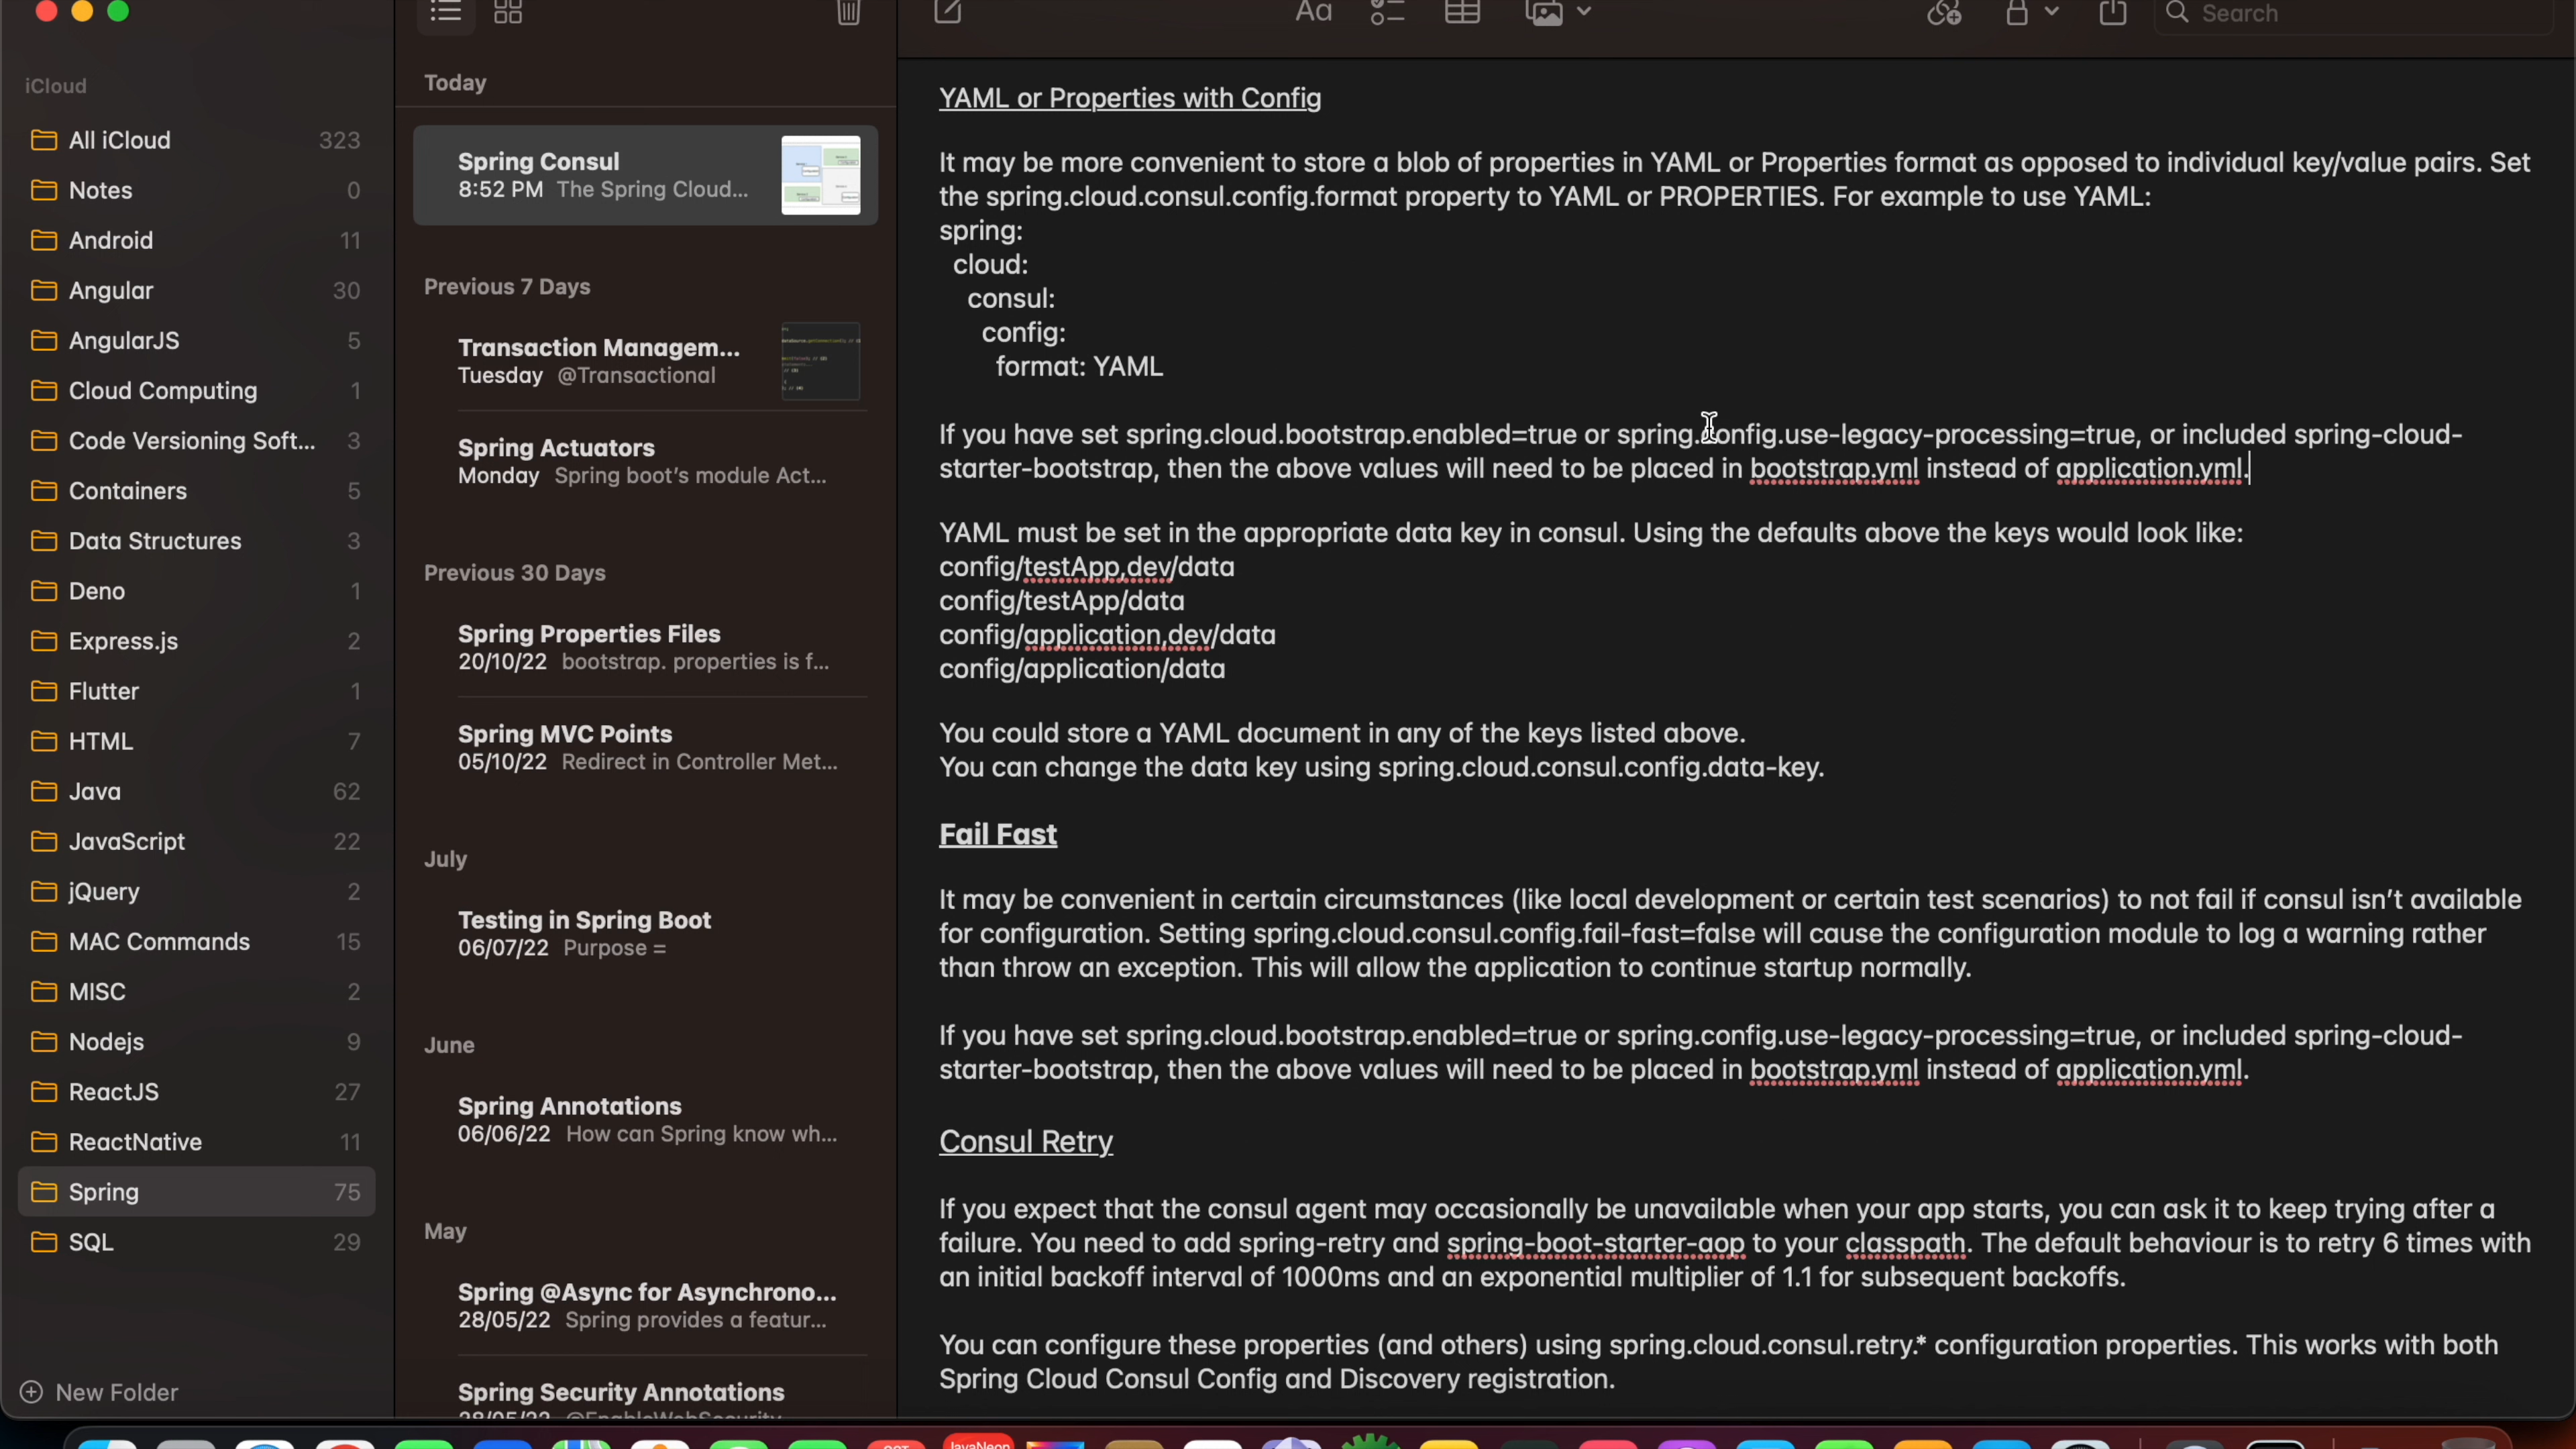 iCloud
All iCloud 323
Notes 0
Android 11
Angular 30
AngularJS 5
Cloud Computing 1
Code Versioning Soft... 3
Containers 5
Data Structures 3
Deno 1
Express.js 2
Flutter 1
HTML 7
Java 62
JavaScript 22
jQuery 2
MAC Commands 15
MISC 2
Nodejs 9
ReactJS 27
ReactNative 11
Spring 75
SQL 29
New Folder
Today
Spring Consul
8:52 PM The Spring Cloud...
Previous 7 Days
Transaction Managem...
Tuesday @Transactional
Spring Actuators
Monday Spring boot's module Act...
Previous 30 Days
Spring Properties Files
20/10/22 bootstrap. properties is f...
Spring MVC Points
05/10/22 Redirect in Controller Met...
July
Testing in Spring Boot
06/07/22 Purpose =
June
Spring Annotations
06/06/22 How can Spring know wh...
May
Spring @Async for Asynchrono...
28/05/22 Spring provides a featur...
Spring Security Annotations
28/05/22 @EnableWebSecurity
Aa
Search
YAML or Properties with Config
It may be more convenient to store a blob of properties in YAML or Properties format as opposed to individual key/value pairs. Set
the spring.cloud.consul.config.format property to YAML or PROPERTIES. For example to use YAML:
spring:
cloud:
consul:
config:
format: YAML
If you have set spring.cloud.bootstrap.enabled=true or spring.config.use-legacy-processing=true, or included spring-cloud-
starter-bootstrap, then the above values will need to be placed in bootstrap.yml instead of application.yml.
YAML must be set in the appropriate data key in consul. Using the defaults above the keys would look like:
config/testApp,dev/data
config/testApp/data
config/application,dev/data
config/application/data
You could store a YAML document in any of the keys listed above.
You can change the data key using spring.cloud.consul.config.data-key.
Fail Fast
It may be convenient in certain circumstances (like local development or certain test scenarios) to not fail if consul isn't available
for configuration. Setting spring.cloud.consul.config.fail-fast=false will cause the configuration module to log a warning rather
than throw an exception. This will allow the application to continue startup normally.
If you have set spring.cloud.bootstrap.enabled=true or spring.config.use-legacy-processing=true, or included spring-cloud-
starter-bootstrap, then the above values will need to be placed in bootstrap.yml instead of application.yml.
Consul Retry
If you expect that the consul agent may occasionally be unavailable when your app starts, you can ask it to keep trying after a
failure. You need to add spring-retry and spring-boot-starter-aop to your classpath. The default behaviour is to retry 6 times with
an initial backoff interval of 1000ms and an exponential multiplier of 1.1 for subsequent backoffs.
You can configure these properties (and others) using spring.cloud.consul.retry.* configuration properties. This works with both
Spring Cloud Consul Config and Discovery registration.
OCT
JavaNeon